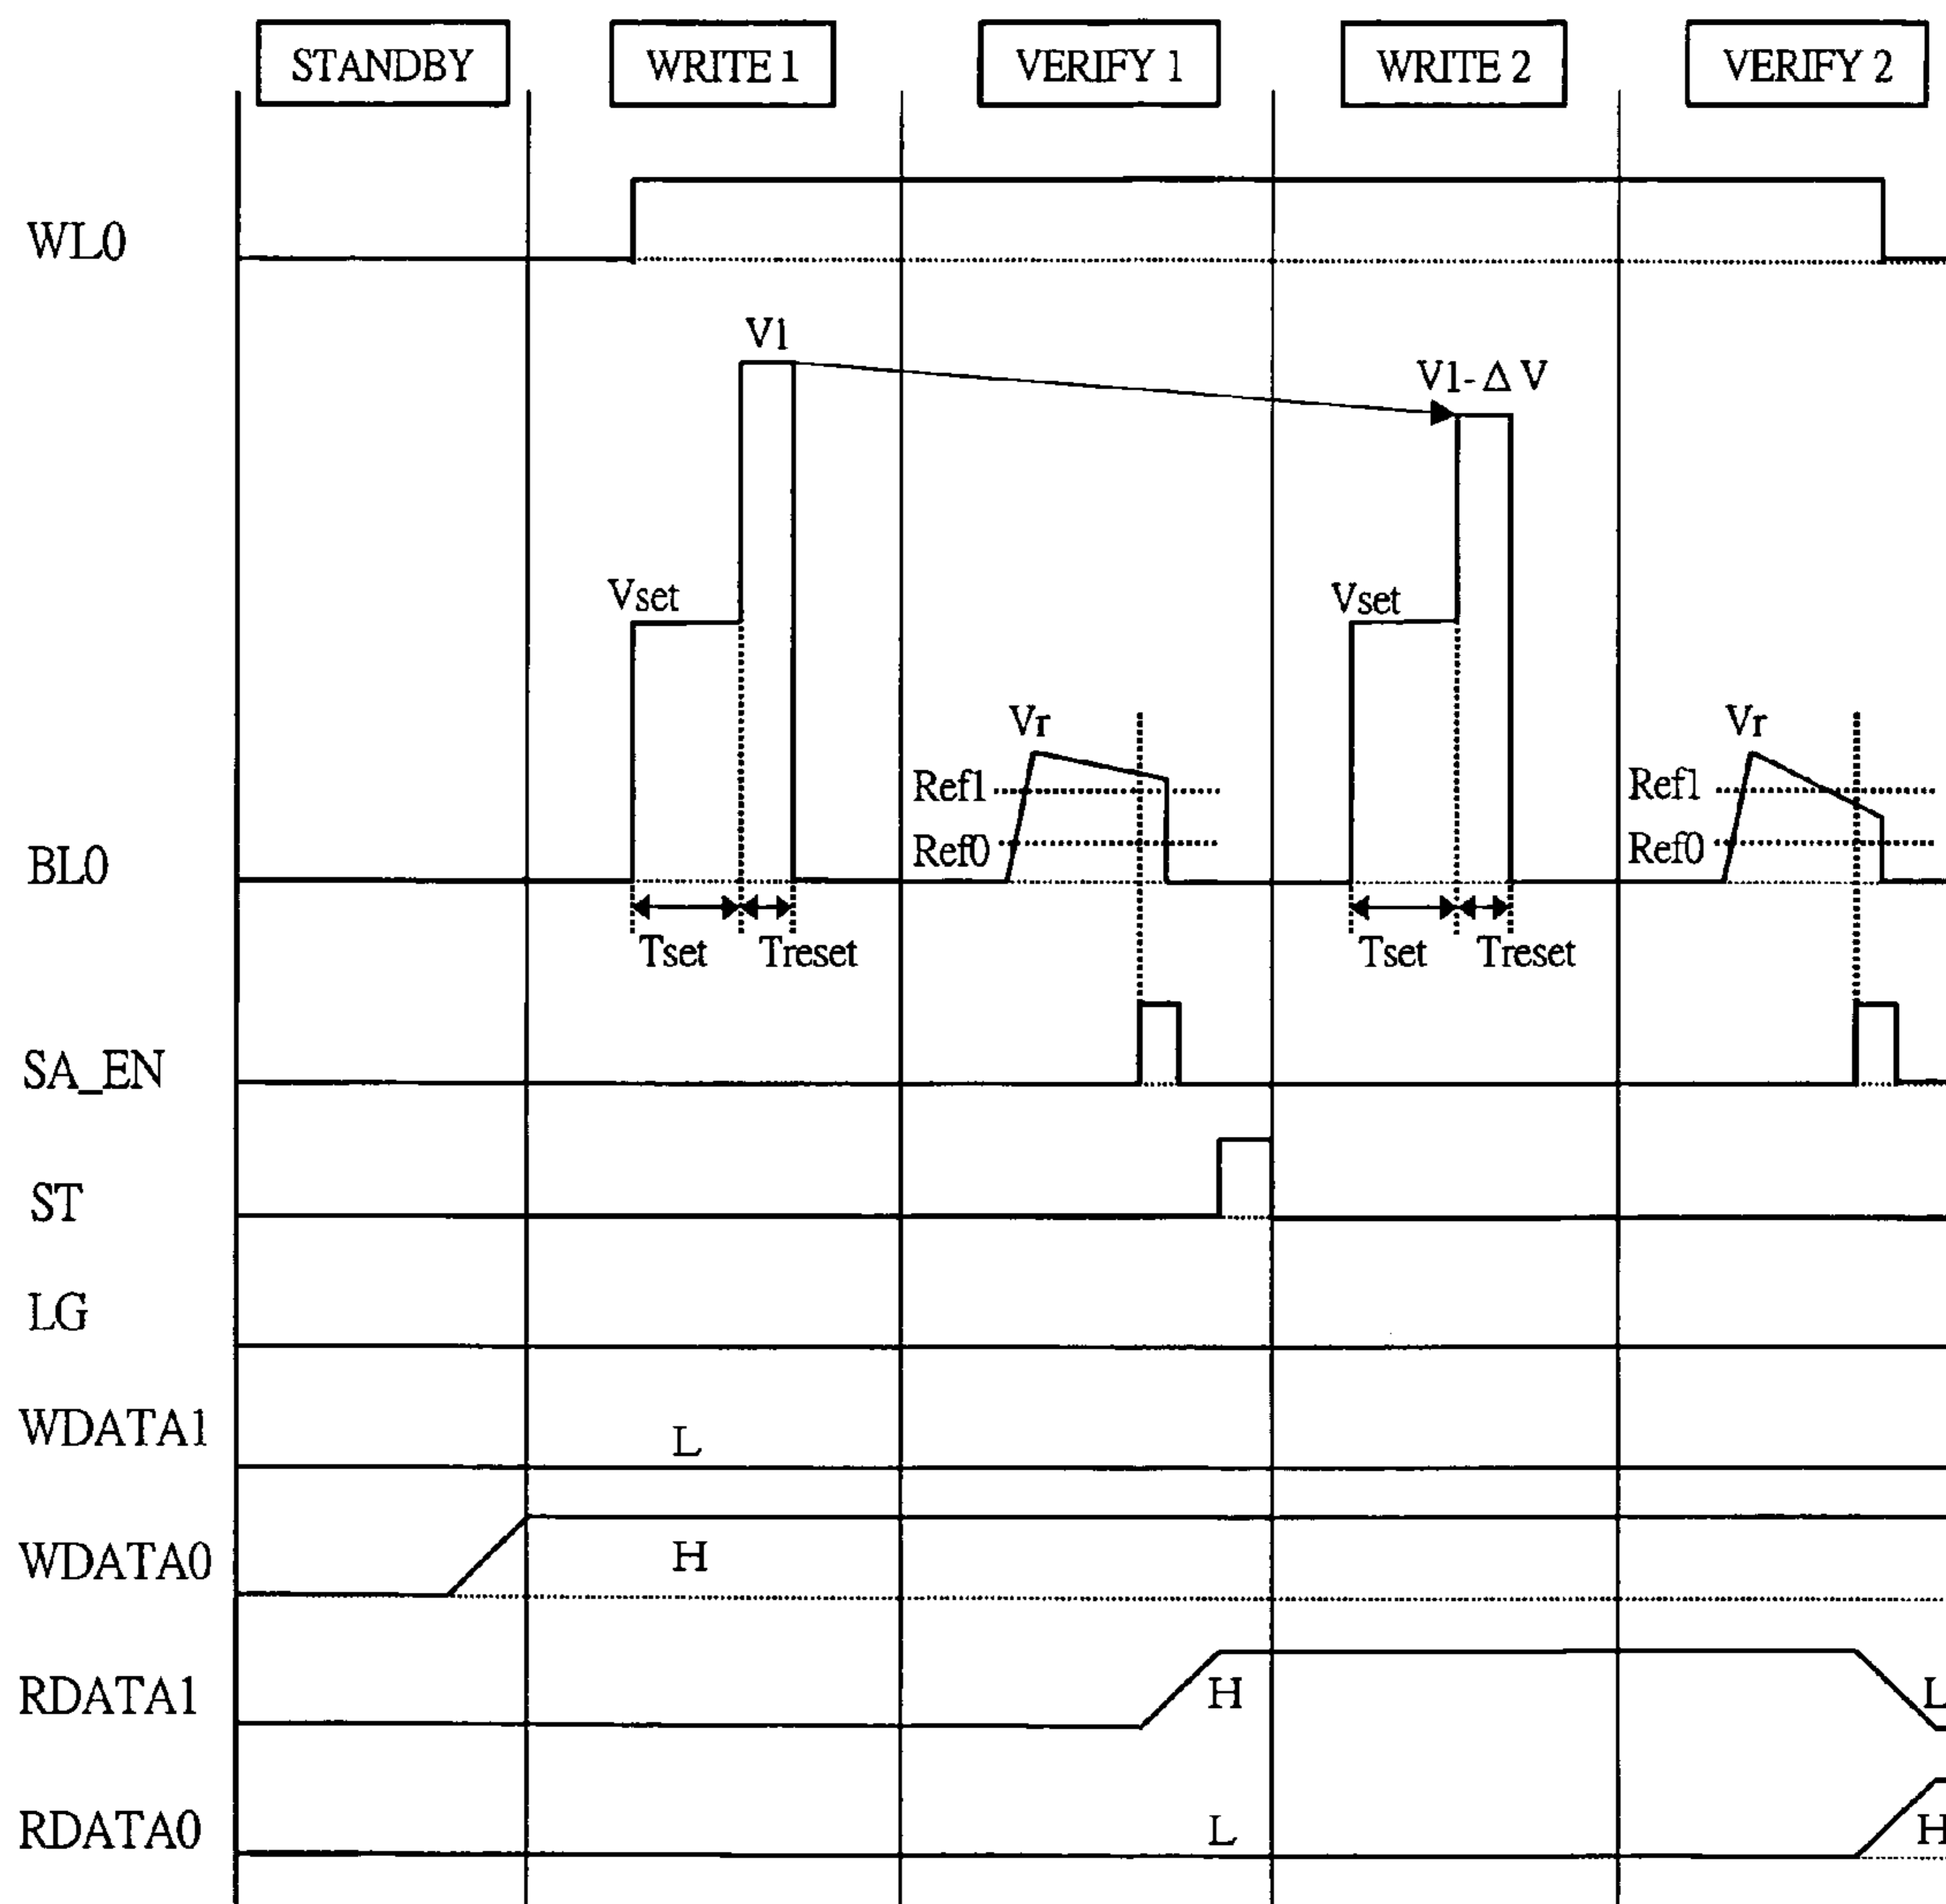 STANDBY WRITE 1 VERIFY 1 WRITE 2 VERIFY 2
WL0
V1 V1-Δ V
Vset Vset
Vr Vr
Ref1 Ref1
Ref0 Ref0
BL0
Tset Treset Tset Treset
SA_EN
ST
LG
WDATA1 L
WDATA0 H
RDATA1 H L
RDATA0 L H